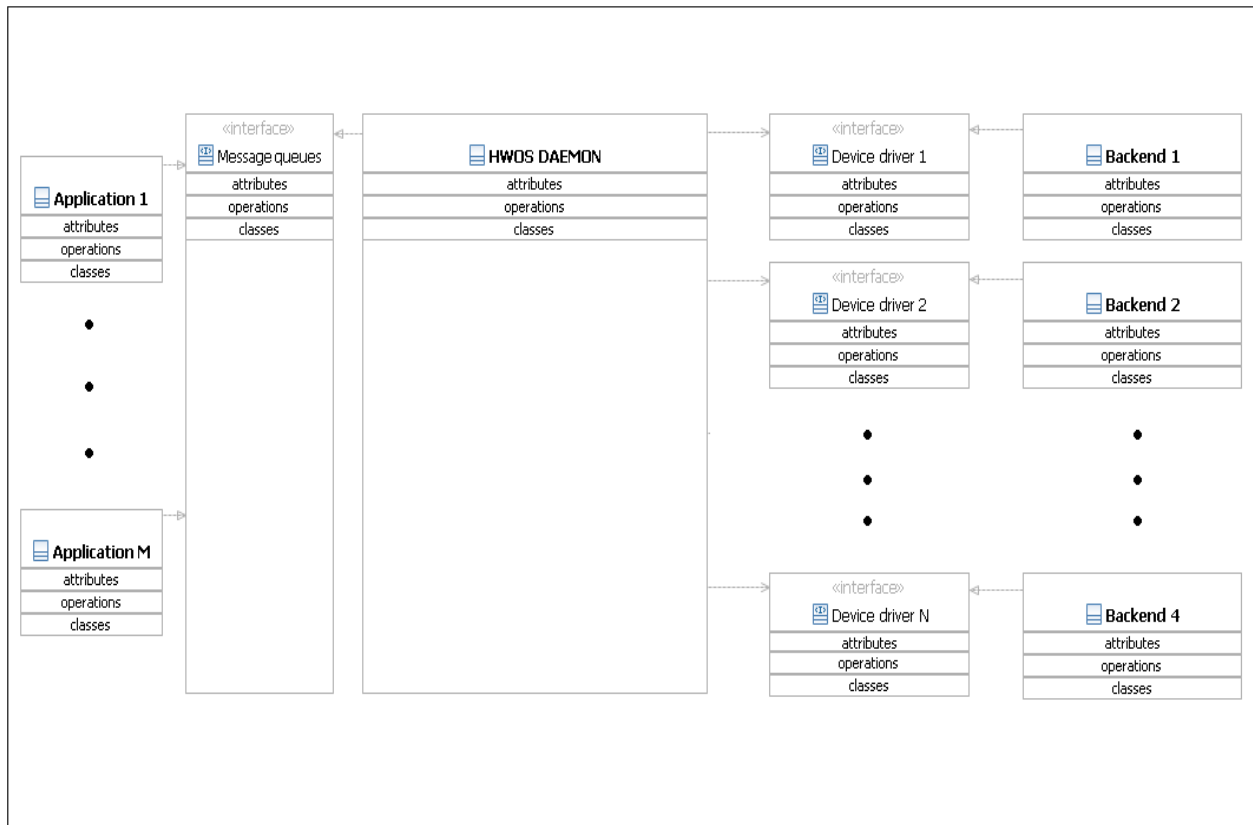 Application 1
attributes
operations
classes
Application M
attributes
operations
classes
«interface»
Message queues
attributes
operations
classes
HWOS DAEMON
attributes
operations
classes
«interface»
Device driver 1
attributes
operations
classes
«interface»
Device driver 2
attributes
operations
classes
«interface»
Device driver N
attributes
operations
classes
Backend 1
attributes
operations
classes
Backend 2
attributes
operations
classes
Backend 4
attributes
operations
classes